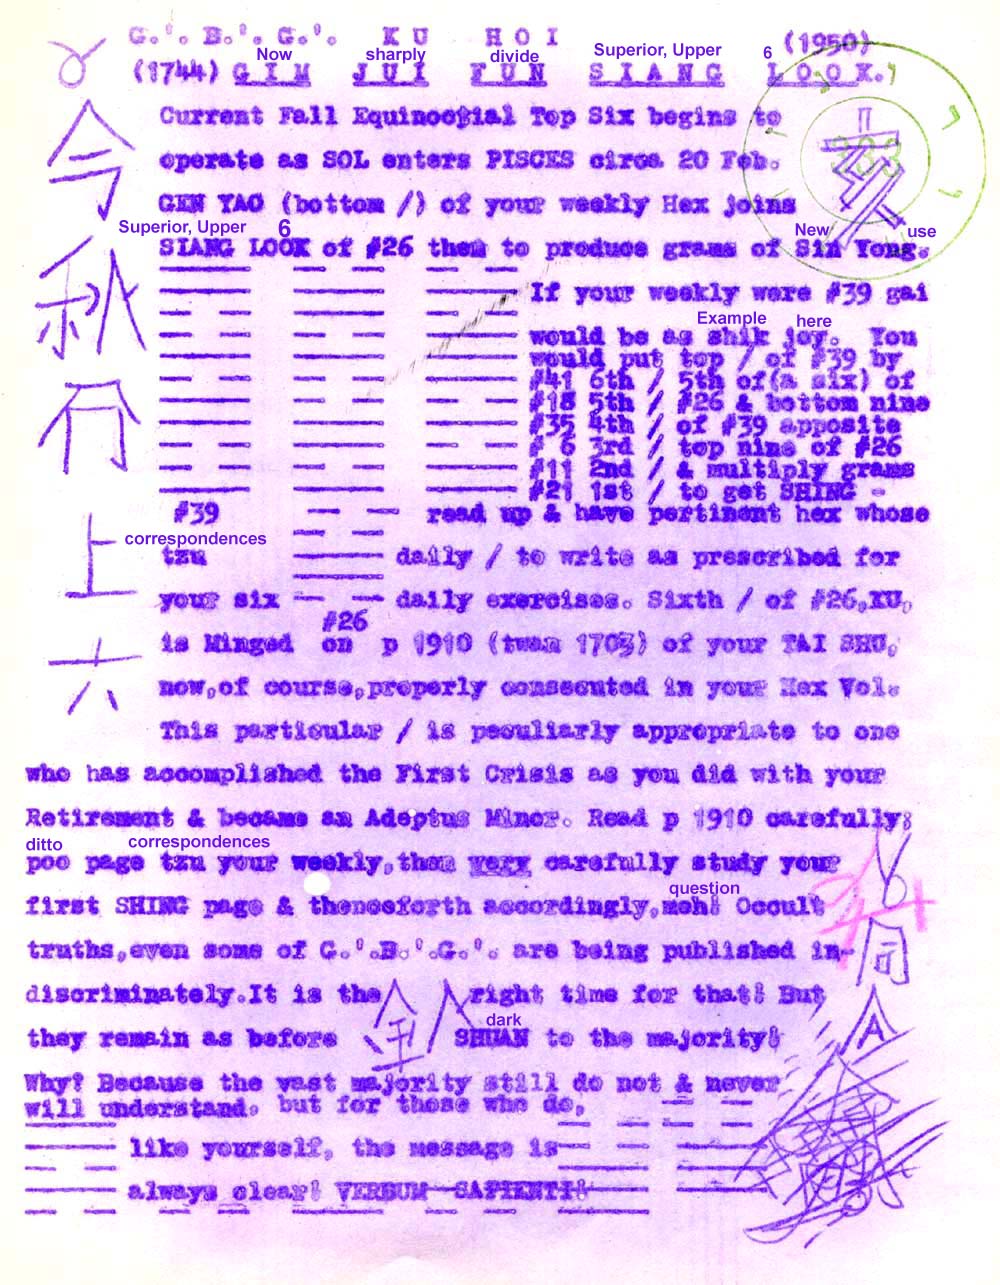 G.'. B.'. G.'. KU HOI (1950)
Now sharply divide Superior, Upper 6
(1744) GIM JUI FUN SIANG LOOK.
Current Fall Equinoctial Top Six begins to
operate as SOL enters PISCES circa 20 Feb.
GEN YAO (bottom /) of your weekly Hex joins
Superior, Upper 6 New use
SIANG LOOK of #26 then to produce grams of Sin Yong.
If your weekly were #39 gai
Example here
would be as shik joy. You
would put top / of #39 by
#41 6th / 5th of (a six) of
#18 5th / #26 & bottom nine
#35 4th / of #39 apposite
# 6 3rd / top nine of #26
#11 2nd / & multiply grams
#21 1st / to get SHING -
#39 read up & have pertinent hex whose
correspondences
tzu daily / to write as prescribed for
your six daily exercises. Sixth / of #26, KU,
#26
is Minged on p 1910 (twan 1703) of your TAI SHU,
now, of course, properly consecuted in your Hex Vol.
This particular / is peculiarly appropriate to one
who has accomplished the First Crisis as you did with your
Retirement & became an Adeptus Minor. Read p 1910 carefully;
ditto correspondences
poo page tzu your weekly, then very carefully study your
question
first SHING page & thenceforth accordingly, meh! Occult
truths, even some of G.'.B.'.G.'. are being published in-
discriminately. It is the right time for that! But
dark
they remain as before SHUAN to the majority!
Why? Because the vast majority still do not & never
will understand. but for those who do,
like yourself, the message is
always clear! VERBUM SAPIENTI!
今
秋
上
六
A